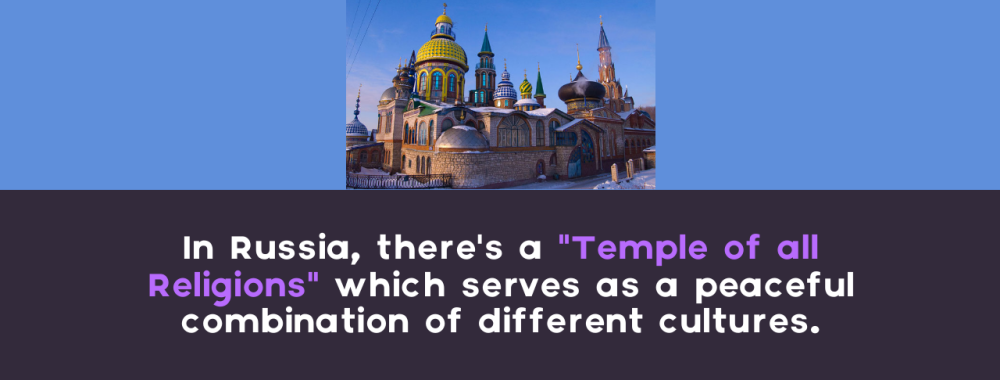 In Russia, there's a "Temple of all
Religions" which serves as a peaceful
combination of different cultures.